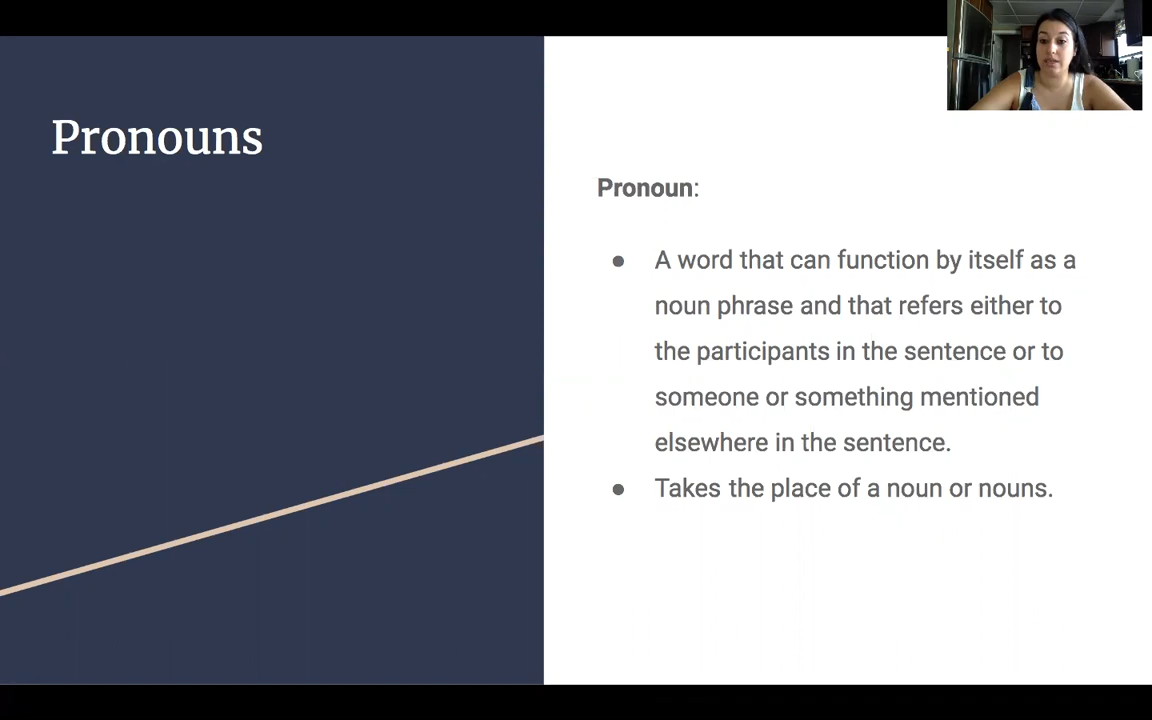 Pronouns
Pronoun:
● A word that can function by itself as a
noun phrase and that refers either to
the participants in the sentence or to
someone or something mentioned
elsewhere in the sentence.
● Takes the place of a noun or nouns.